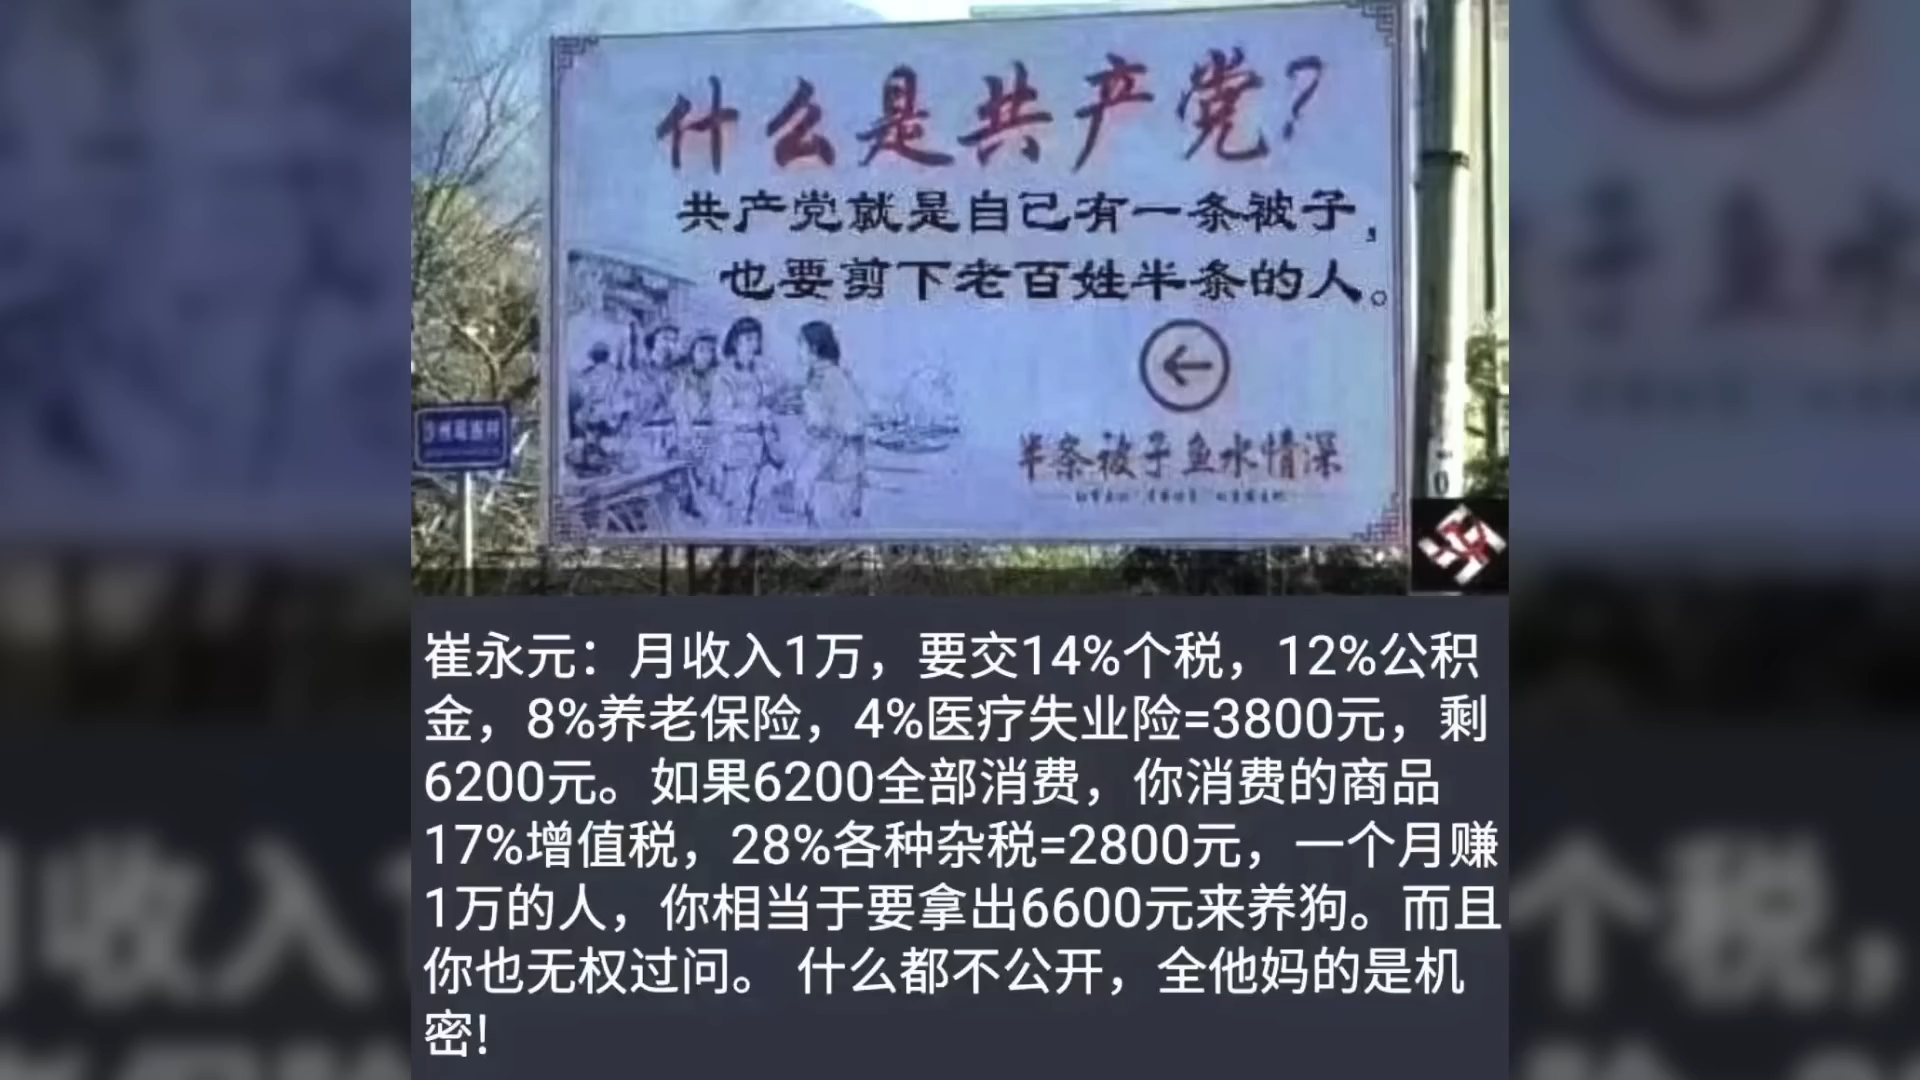 什么是共产党?
共产党就是自己有一条被子，
也要剪下老百姓半条的人。
半条被子鱼水情深
崔永元：月收入1万，要交14%个税，12%公积
金，8%养老保险，4%医疗失业险=3800元，剩
6200元。如果6200全部消费，你消费的商品
17%增值税，28%各种杂税=2800元，一个月赚
1万的人，你相当于要拿出6600元来养狗。而且
你也无权过问。 什么都不公开，全他妈的是机
密!